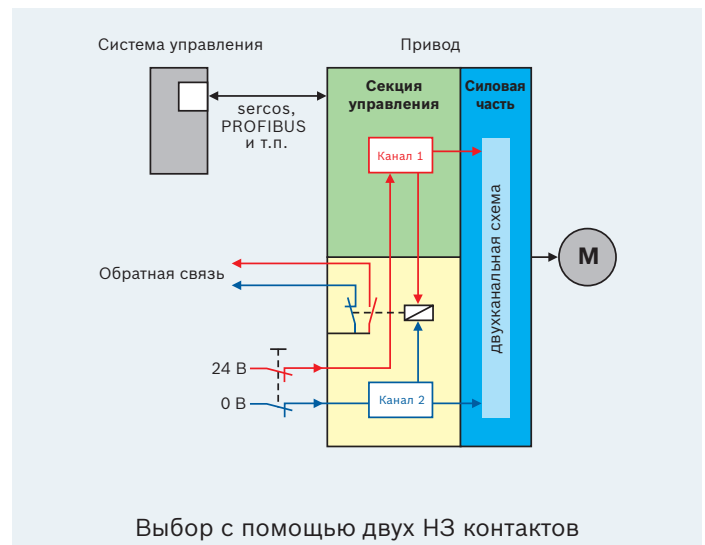 Система управления
Привод
Секция
управления
Силовая
часть
sercos,
PROFIBUS
и т.п.
Канал 1
двухканальная схема
M
Обратная связь
24 В
0 В
Канал 2
Выбор с помощью двух НЗ контактов